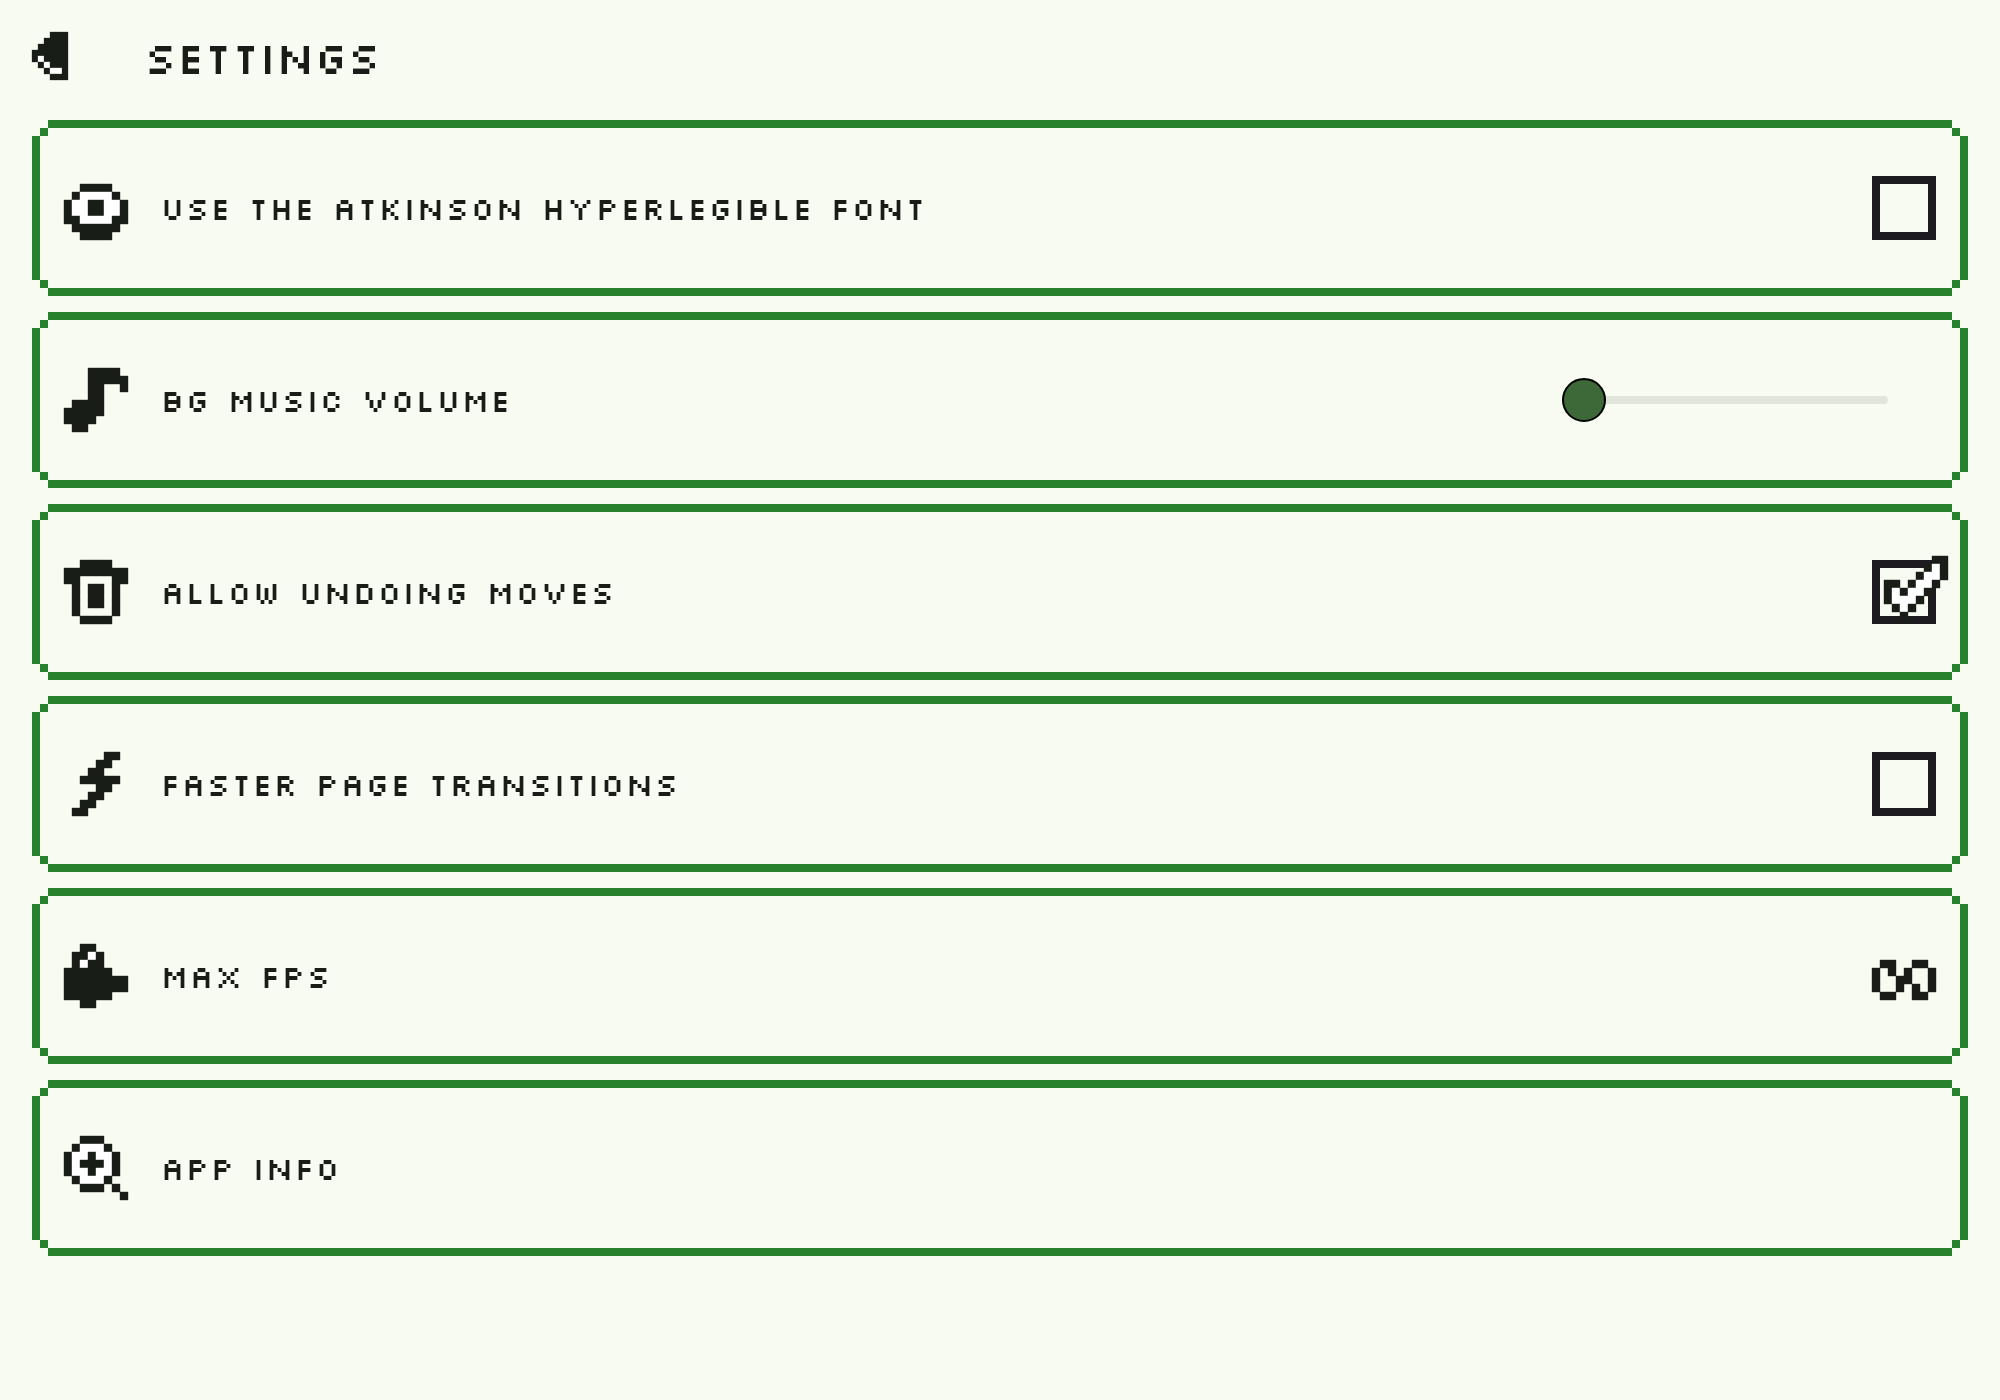 SETTINGS
USE THE ATKINSON HYPERLEGIBLE FONT
BG MUSIC VOLUME
ALLOW UNDOING MOVES
FASTER PAGE TRANSITIONS
MAX FPS
∞
APP INFO